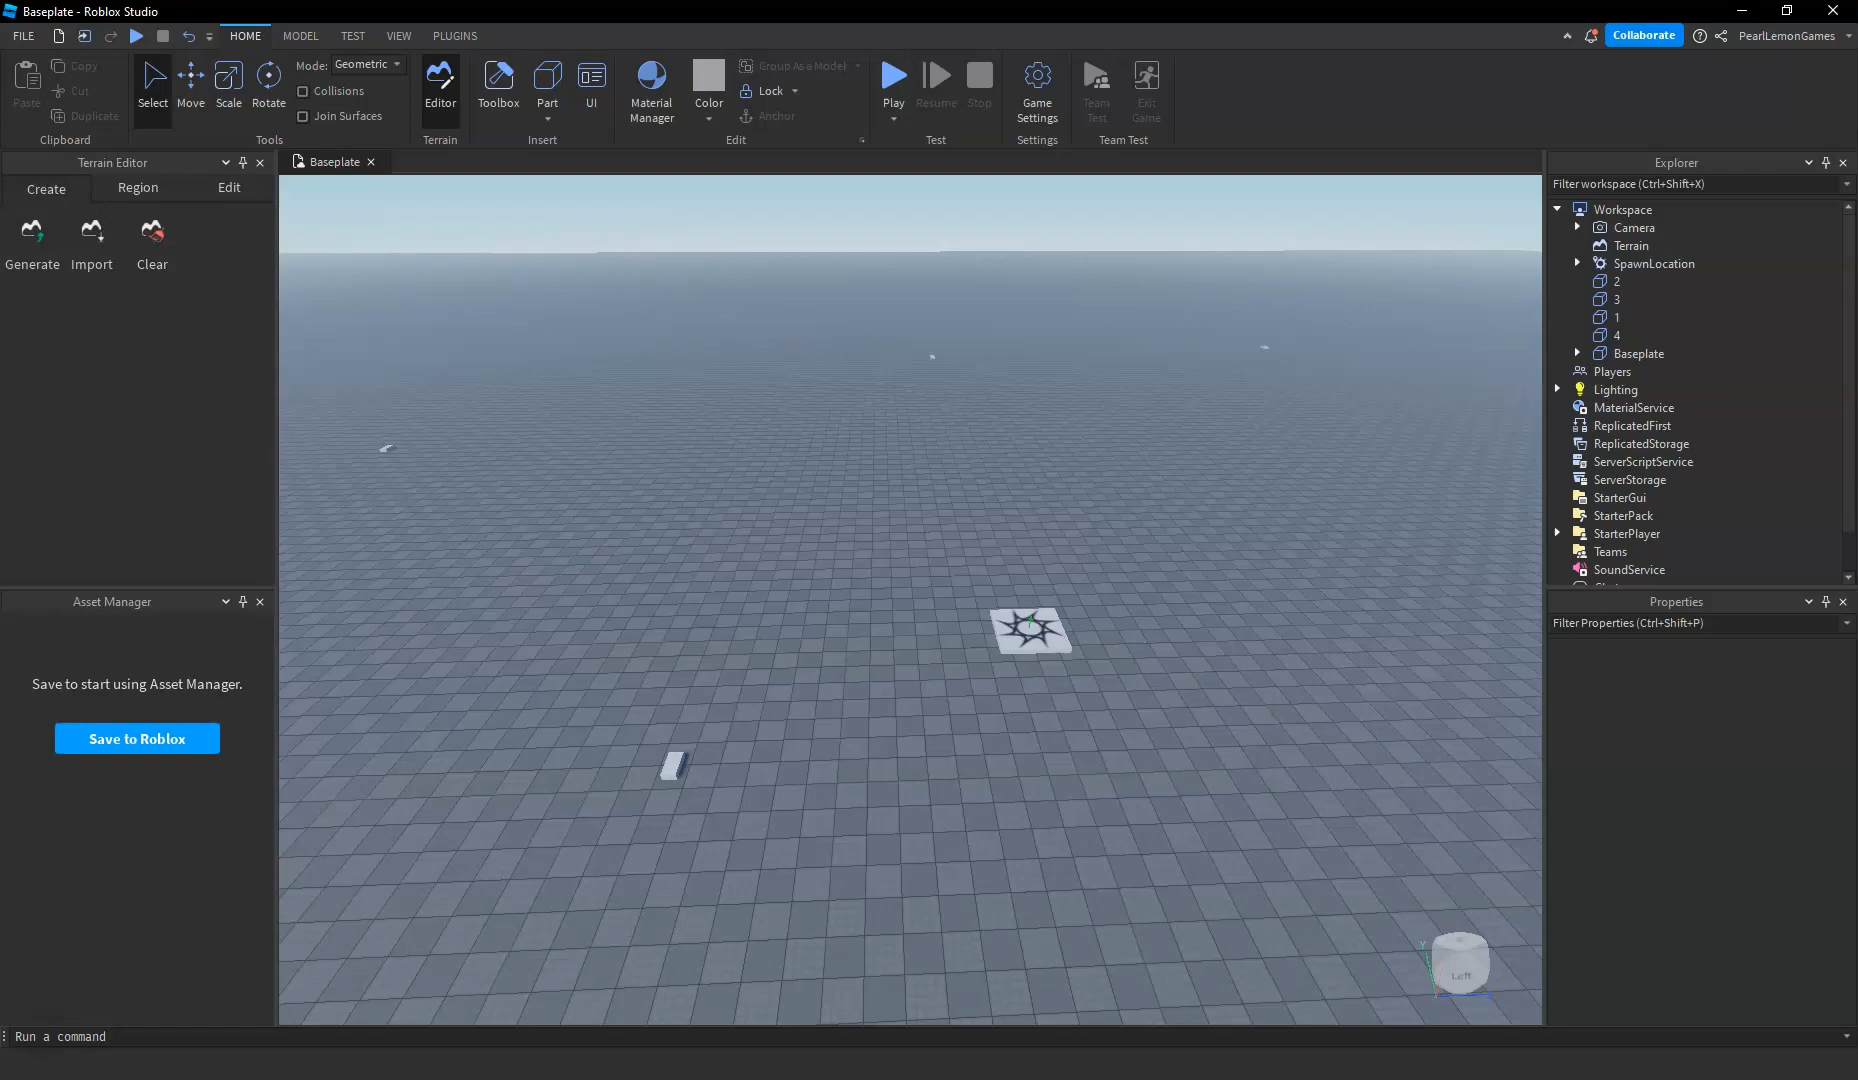 Baseplate - Roblox Studio
FILE HOME MODEL TEST VIEW PLUGINS Collaborate PearlLemonGames
Paste Copy Cut Duplicate
Clipboard
Select Move Scale Rotate
Mode: Geometric
Collisions
Join Surfaces
Tools
Editor
Terrain
Toolbox Part UI
Insert
Material Manager Color
Group As a Model
Lock
Anchor
Edit
Play Resume Stop
Test
Game Settings
Settings
Team Test Exit Game
Team Test
Terrain Editor
Create Region Edit
Generate Import Clear
Asset Manager
Save to start using Asset Manager.
Save to Roblox
Baseplate
Y
Left
Explorer
Filter workspace (Ctrl+Shift+X)
Workspace
Camera
Terrain
SpawnLocation
2
3
1
4
Baseplate
Players
Lighting
MaterialService
ReplicatedFirst
ReplicatedStorage
ServerScriptService
ServerStorage
StarterGui
StarterPack
StarterPlayer
Teams
SoundService
Properties
Filter Properties (Ctrl+Shift+P)
Run a command